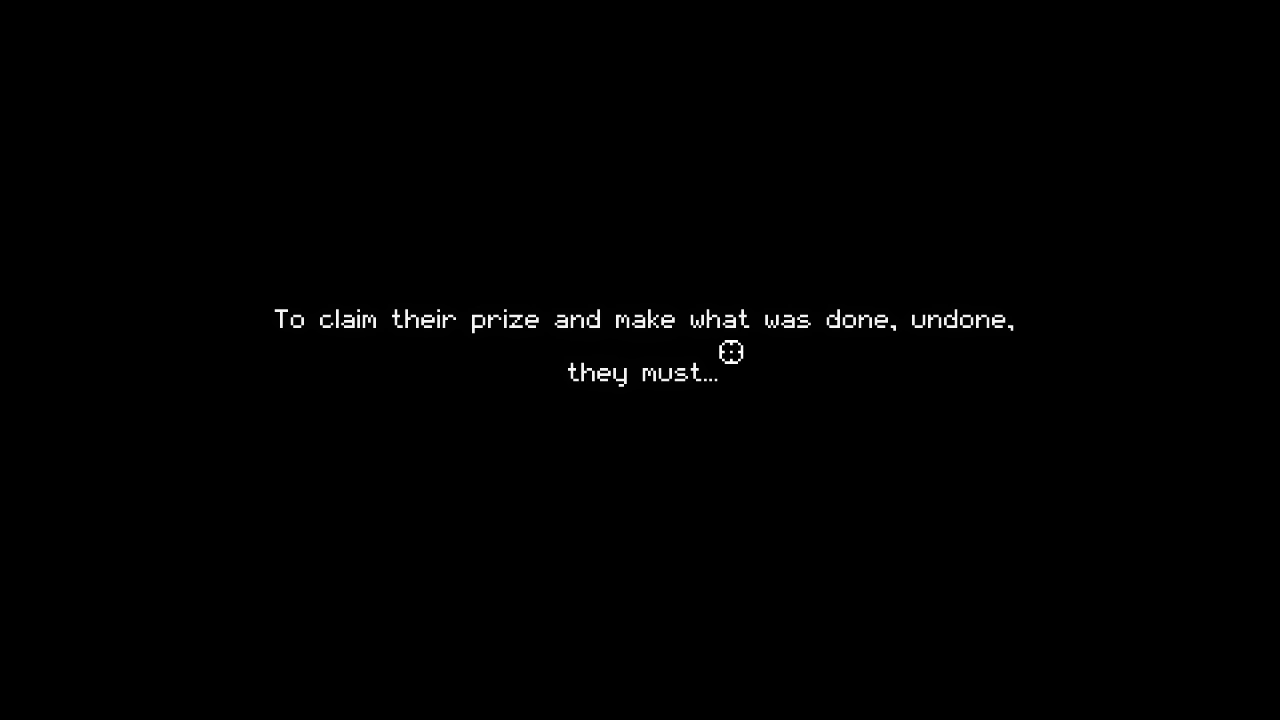 To claim their prize and make what was done, undone,
they must...